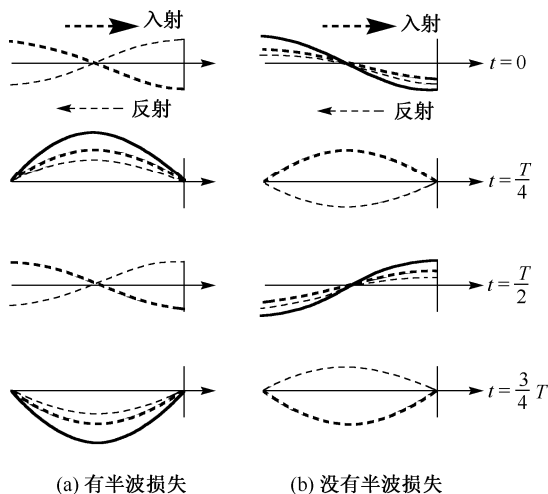 入射 入射
t=0
反射 反射
t=T/4
t=T/2
t=3/4 T
(a) 有半波损失 (b) 没有半波损失